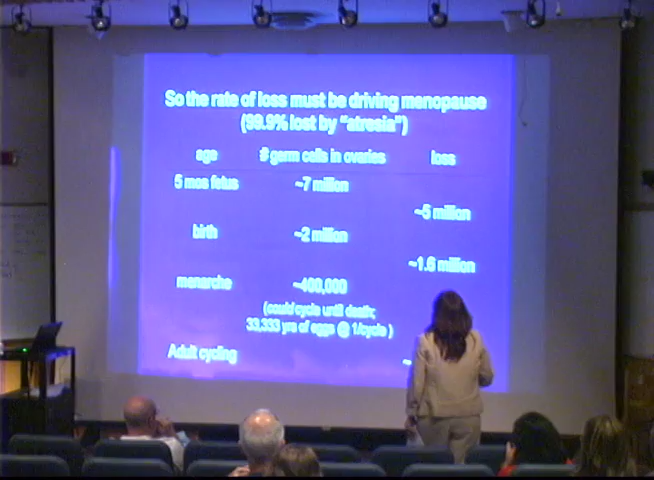 So the rate of loss must be driving menopause
(99.9% lost by "atresia")
age # germ cells in ovaries loss
5 mos fetus ~7 million
~5 million
birth ~2 million
~1.6 million
menarche ~400,000
(could cycle until death;
33,333 yrs of eggs @ 1/cycle )
Adult cycling ~